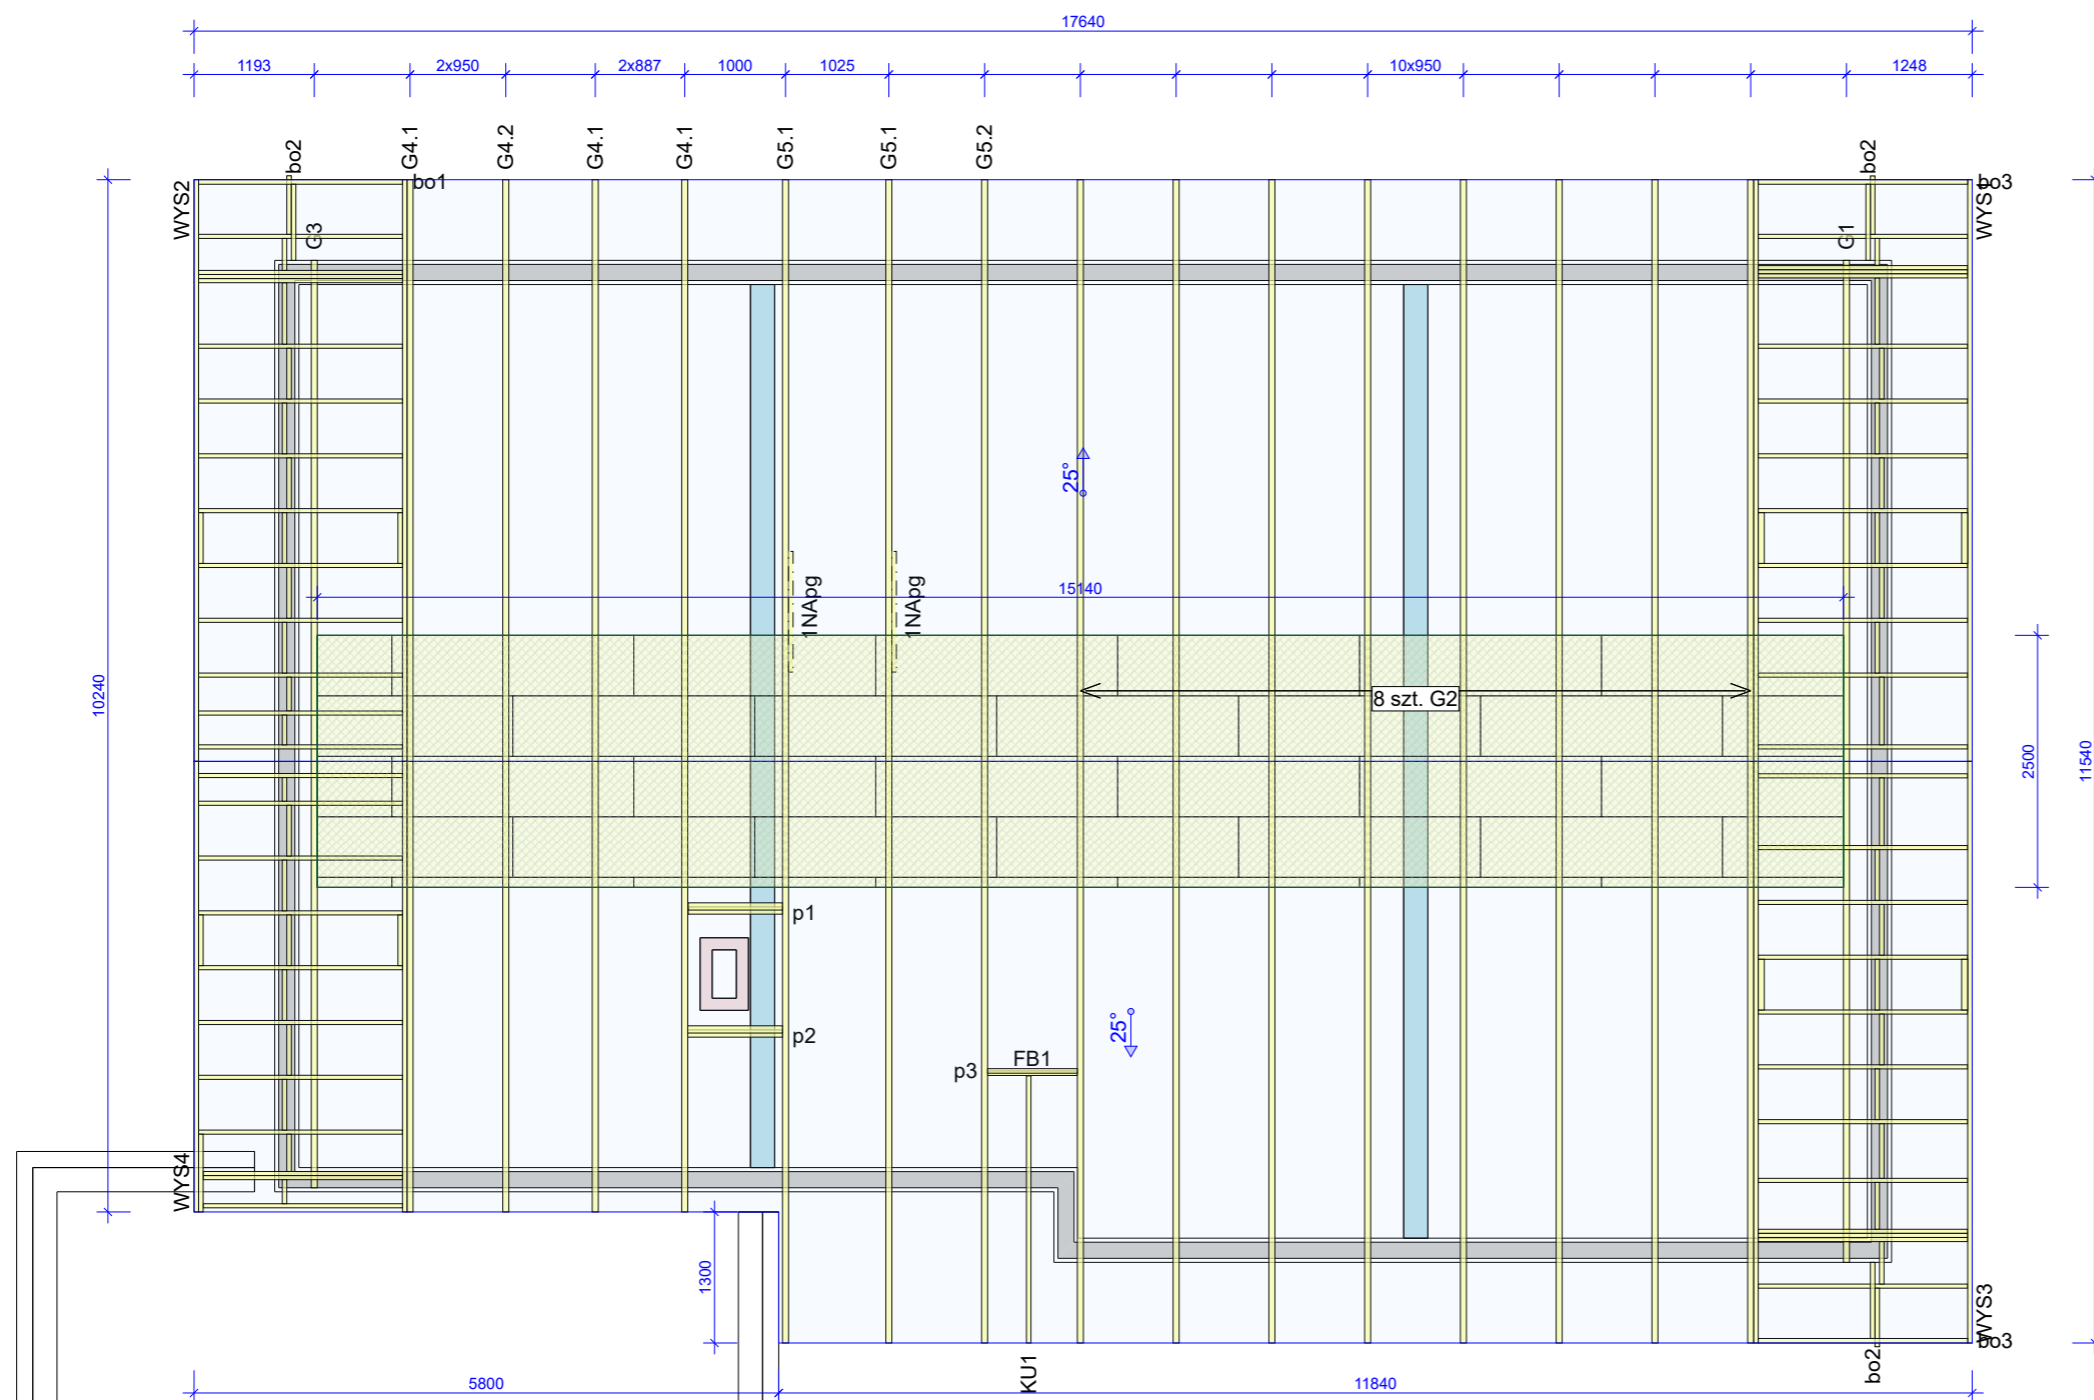 17640
1193 2x950 2x887 1000 1025 10x950 1248
bo2 G4.1 G4.2 G4.1 G4.1 G5.1 G5.1 G5.2 bo2
WYS2 bo1 bo3
WYS1
G3 G1
25°
1NApg 1NApg
15140
10240
8 szt. G2
2500
11540
p1
25°
p2
p3 FB1
WYS4
1300
WYS3
bo3
KU1 bo2
5800 11840